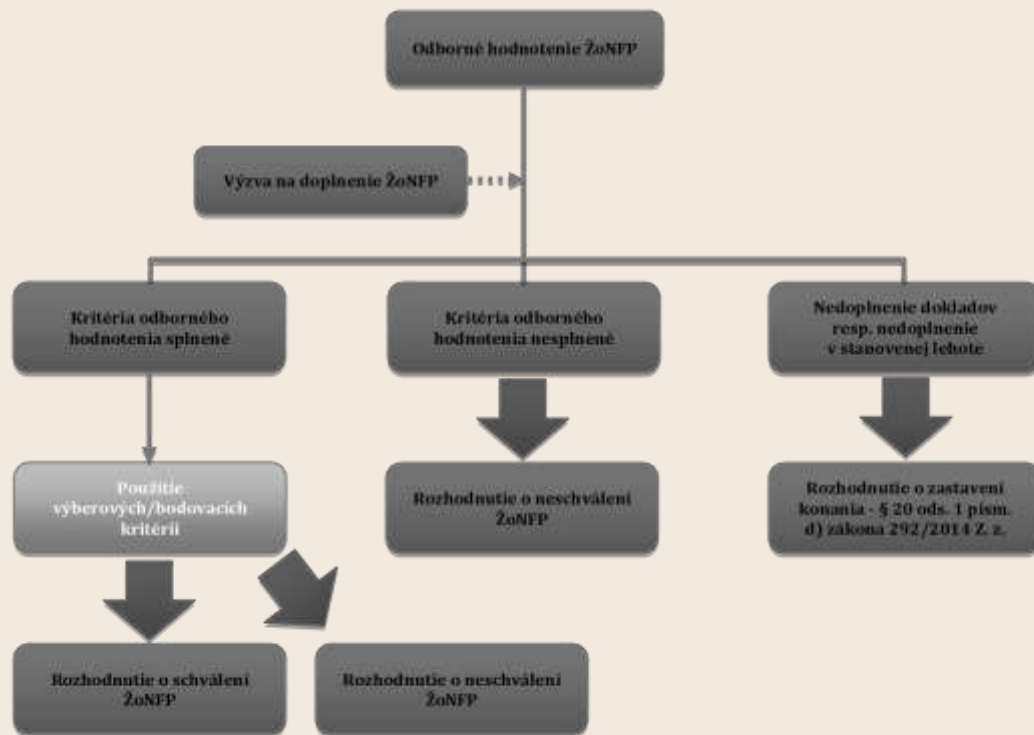 Odborné hodnotenie ŽoNFP
Výzva na doplnenie ŽoNFP
Kritéria odborného
hodnotenia splnené
Kritéria odborného
hodnotenia nesplnené
Nedoplnenie dokladov
resp. nedoplnenie
v stanovenej lehote
Použitie
výberových/bodovacích
kritérií
Rozhodnutie o neschválení
ŽoNFP
Rozhodnutie o zastavení
konania - § 20 ods. 1 písm.
d) zákona 292/2014 Z. z.
Rozhodnutie o schválení
ŽoNFP
Rozhodnutie o neschválení
ŽoNFP